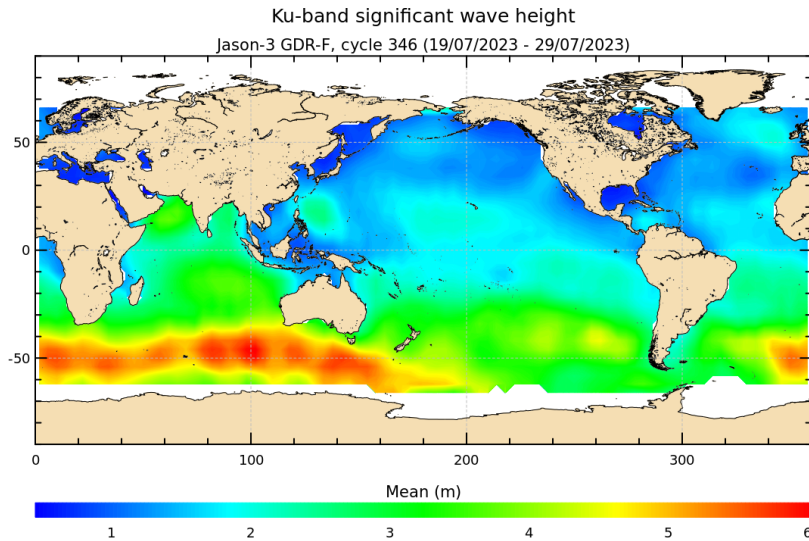 Ku-band significant wave height
Jason-3 GDR-F, cycle 346 (19/07/2023 - 29/07/2023)
50
0
-50
0 100 200 300
Mean (m)
1 2 3 4 5 6